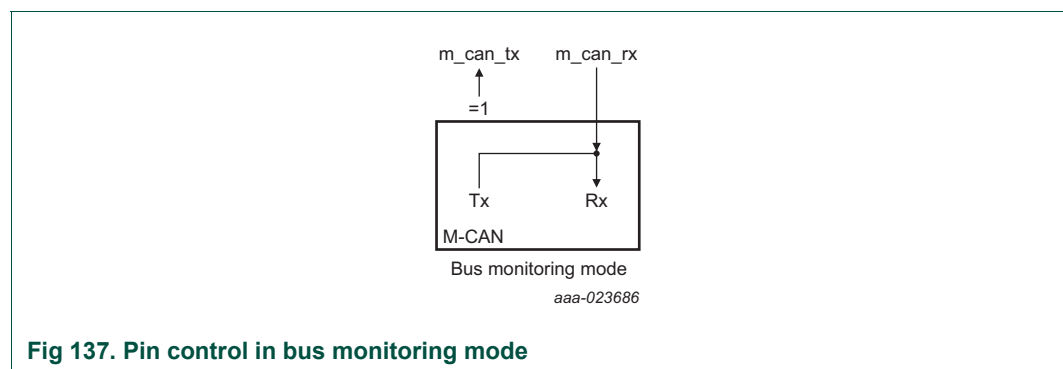 m_can_tx m_can_rx
=1
Tx Rx
M-CAN
Bus monitoring mode
aaa-023686
Fig 137. Pin control in bus monitoring mode